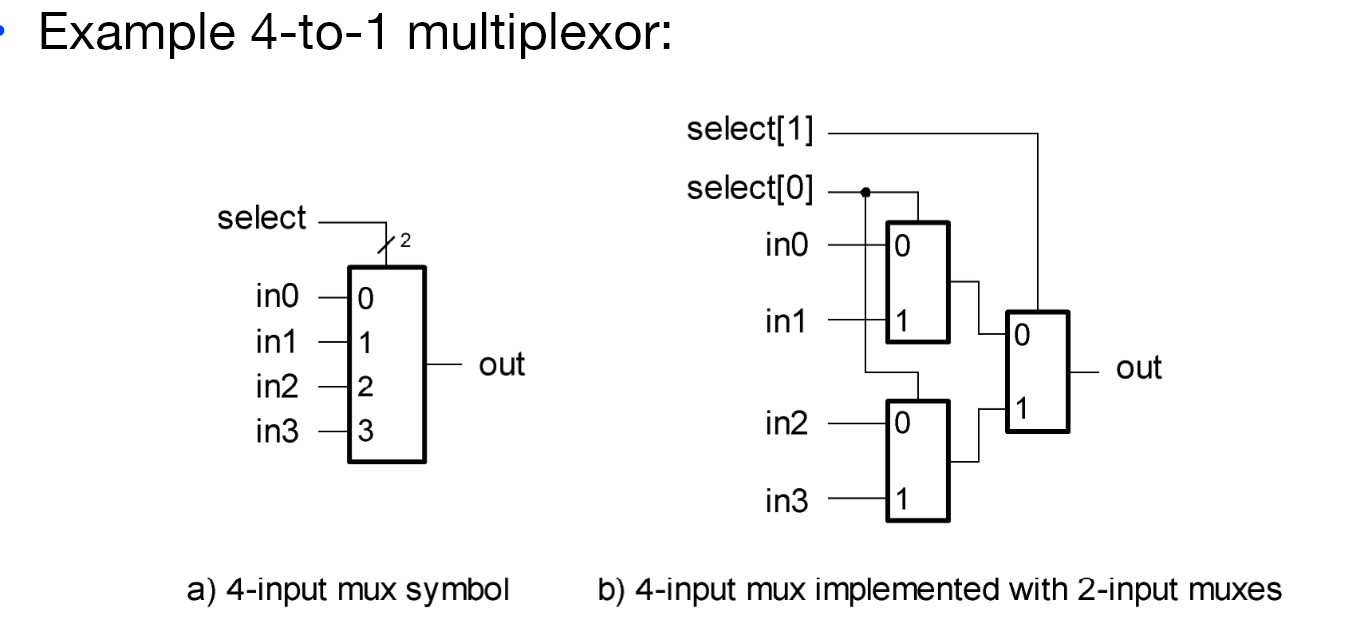 • Example 4-to-1 multiplexor:
select
2
in0
in1
in2
in3
0
1
2
3
out
a) 4-input mux symbol
select[1]
select[0]
in0
in1
in2
in3
0
1
0
1
0
1
out
b) 4-input mux implemented with 2-input muxes